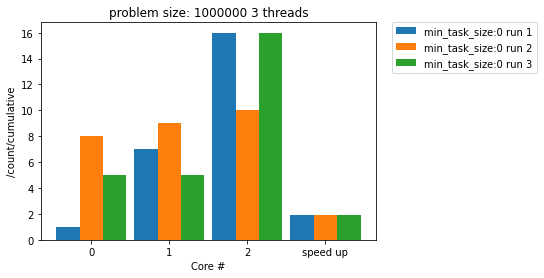 problem size: 1000000 3 threads
min_task_size:0 run 1
min_task_size:0 run 2
min_task_size:0 run 3
/count/cumulative
16
14
12
10
8
6
4
2
0
0 1 2 speed up
Core #